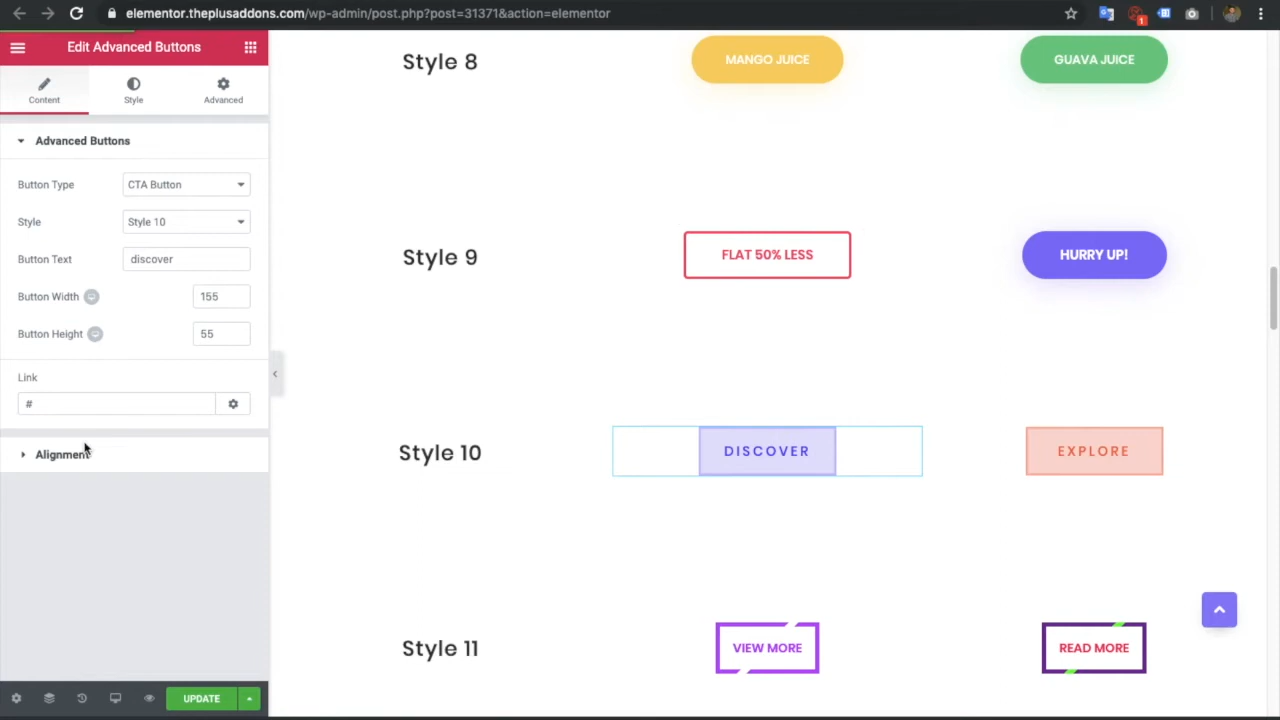 elementor.theplusaddons.com/wp-admin/post.php?post=31371&action=elementor
1
Edit Advanced Buttons
Content
Style
Advanced
Advanced Buttons
Button Type
CTA Button
Style
Style 10
Button Text
discover
Button Width
155
Button Height
55
Link
#
Alignment
UPDATE
Style 8
MANGO JUICE
GUAVA JUICE
Style 9
FLAT 50% LESS
HURRY UP!
Style 10
DISCOVER
EXPLORE
Style 11
VIEW MORE
READ MORE